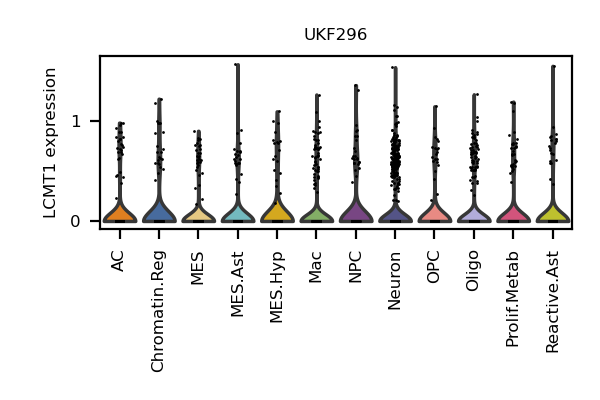 UKF296
LCMT1 expression
1
0
AC
Chromatin.Reg
MES
MES.Ast
MES.Hyp
Mac
NPC
Neuron
OPC
Oligo
Prolif.Metab
Reactive.Ast